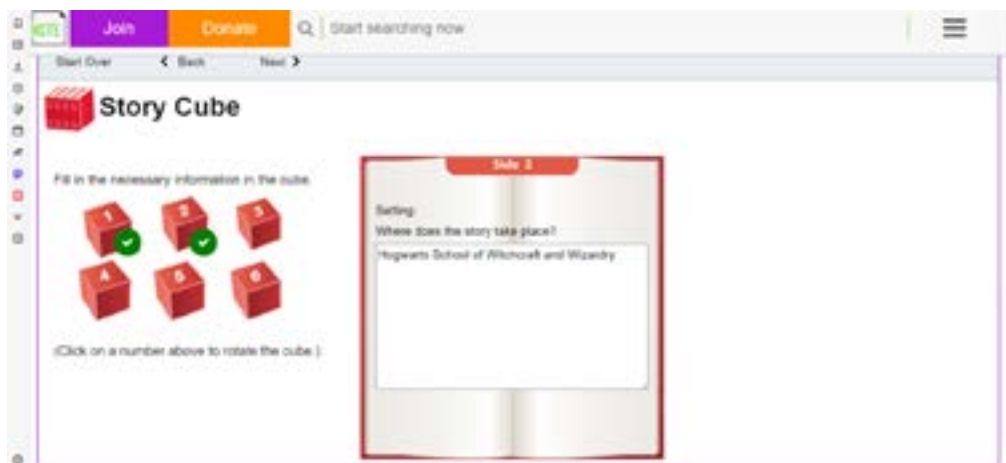 NCTE
Join
Donate
Start searching now
Start Over
Back
Next
Story Cube
Fill in the necessary information in the cube.
1
2
3
4
5
6
(Click on a number above to rotate the cube.)
Side 2
Setting:
Where does the story take place?
Hogwarts School of Witchcraft and Wizardry